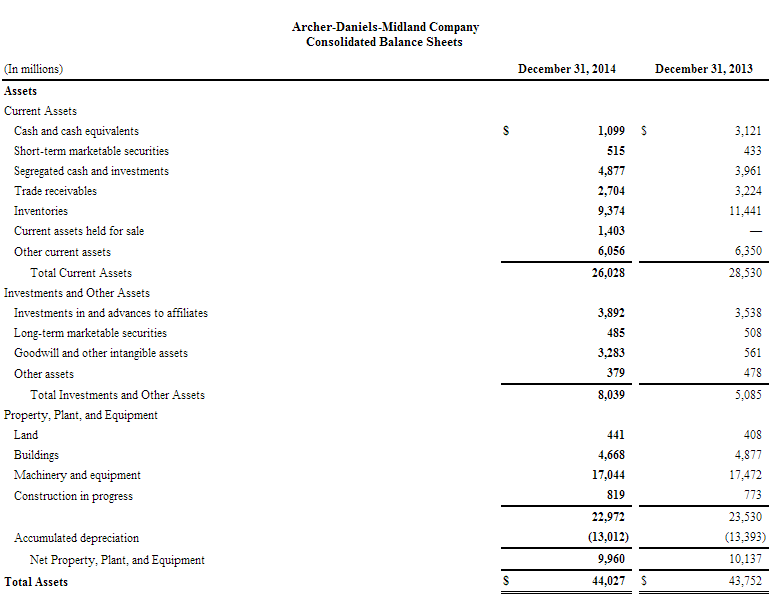 Archer-Daniels-Midland Company
Consolidated Balance Sheets
(In millions) December 31, 2014 December 31, 2013
Assets
Current Assets
Cash and cash equivalents $ 1,099 $ 3,121
Short-term marketable securities 515 433
Segregated cash and investments 4,877 3,961
Trade receivables 2,704 3,224
Inventories 9,374 11,441
Current assets held for sale 1,403 —
Other current assets 6,056 6,350
Total Current Assets 26,028 28,530
Investments and Other Assets
Investments in and advances to affiliates 3,892 3,538
Long-term marketable securities 485 508
Goodwill and other intangible assets 3,283 561
Other assets 379 478
Total Investments and Other Assets 8,039 5,085
Property, Plant, and Equipment
Land 441 408
Buildings 4,668 4,877
Machinery and equipment 17,044 17,472
Construction in progress 819 773
22,972 23,530
Accumulated depreciation (13,012) (13,393)
Net Property, Plant, and Equipment 9,960 10,137
Total Assets $ 44,027 $ 43,752